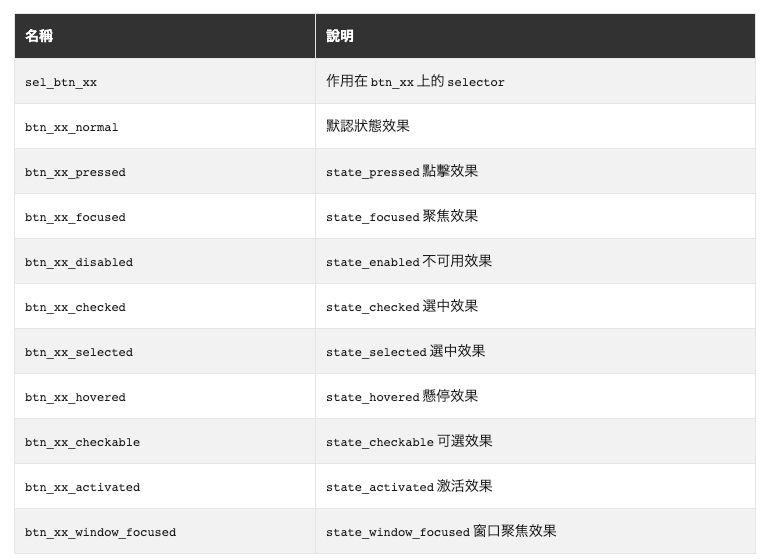 名稱 說明
sel_btn_xx 作用在 btn_xx 上的 selector
btn_xx_normal 默認狀態效果
btn_xx_pressed state_pressed 點擊效果
btn_xx_focused state_focused 聚焦效果
btn_xx_disabled state_enabled 不可用效果
btn_xx_checked state_checked 選中效果
btn_xx_selected state_selected 選中效果
btn_xx_hovered state_hovered 懸停效果
btn_xx_checkable state_checkable 可選效果
btn_xx_activated state_activated 激活效果
btn_xx_window_focused state_window_focused 窗口聚焦效果